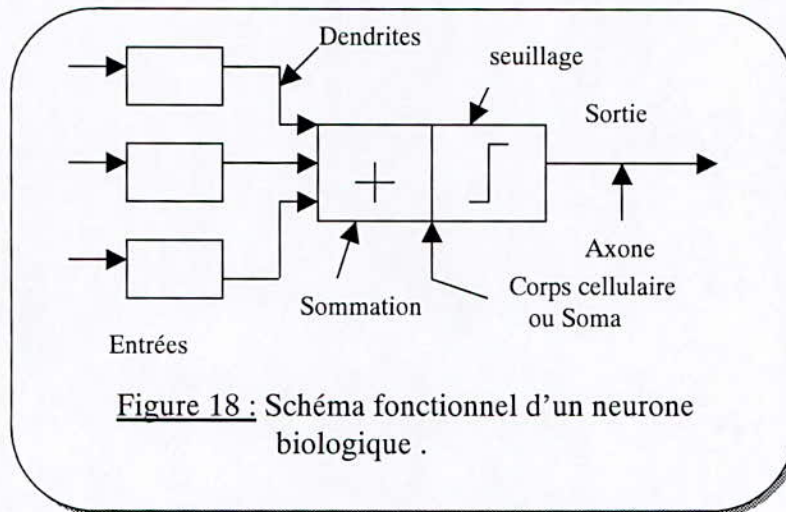 Dendrites
seuillage
Sortie
+
Axone
Sommation
Corps cellulaire
ou Soma
Entrées
Figure 18 : Schéma fonctionnel d'un neurone
biologique .